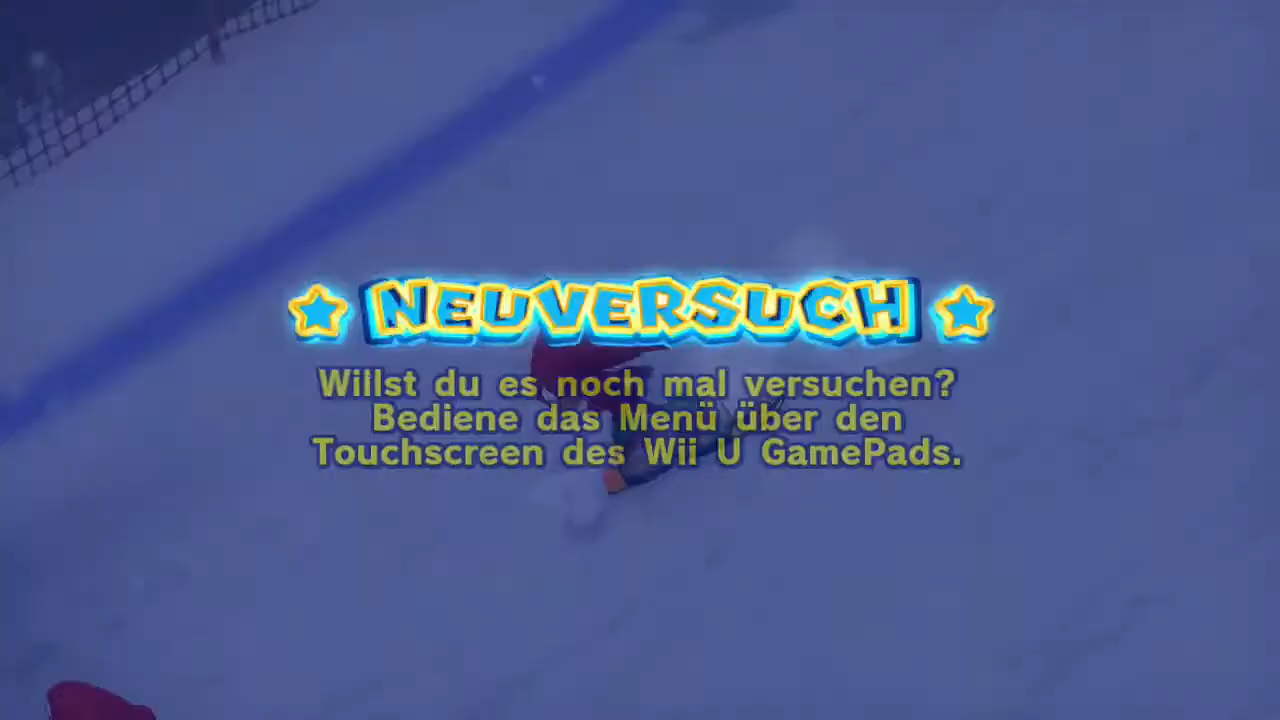 NEUVERSUCH
Willst du es noch mal versuchen?
Bediene das Menü über den
Touchscreen des Wii U GamePads.